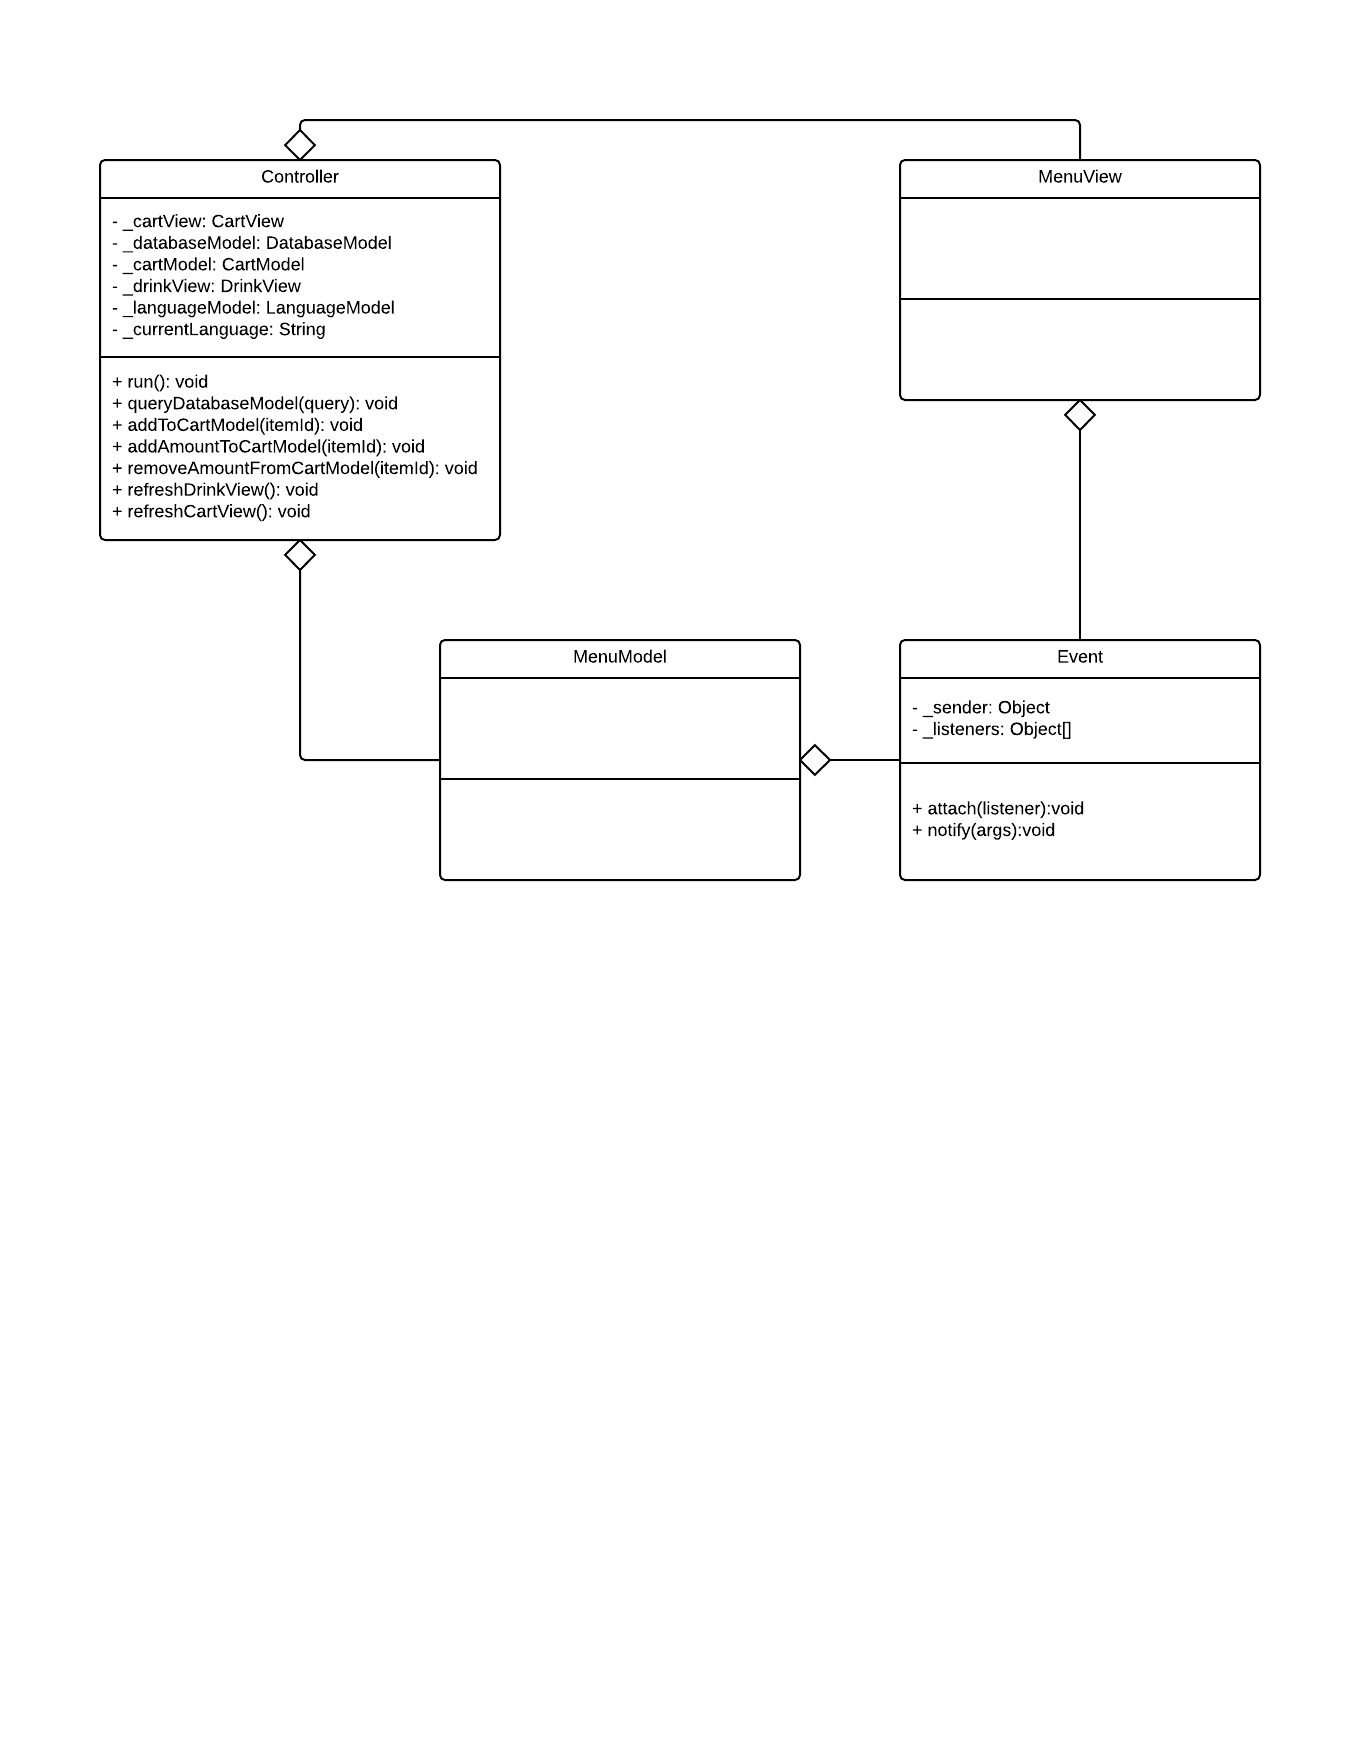 Controller
- _cartView: CartView
- _databaseModel: DatabaseModel
- _cartModel: CartModel
- _drinkView: DrinkView
- _languageModel: LanguageModel
- _currentLanguage: String
+ run(): void
+ queryDatabaseModel(query): void
+ addToCartModel(itemId): void
+ addAmountToCartModel(itemId): void
+ removeAmountFromCartModel(itemId): void
+ refreshDrinkView(): void
+ refreshCartView(): void
MenuView
MenuModel
Event
- _sender: Object
- _listeners: Object[]
+ attach(listener):void
+ notify(args):void